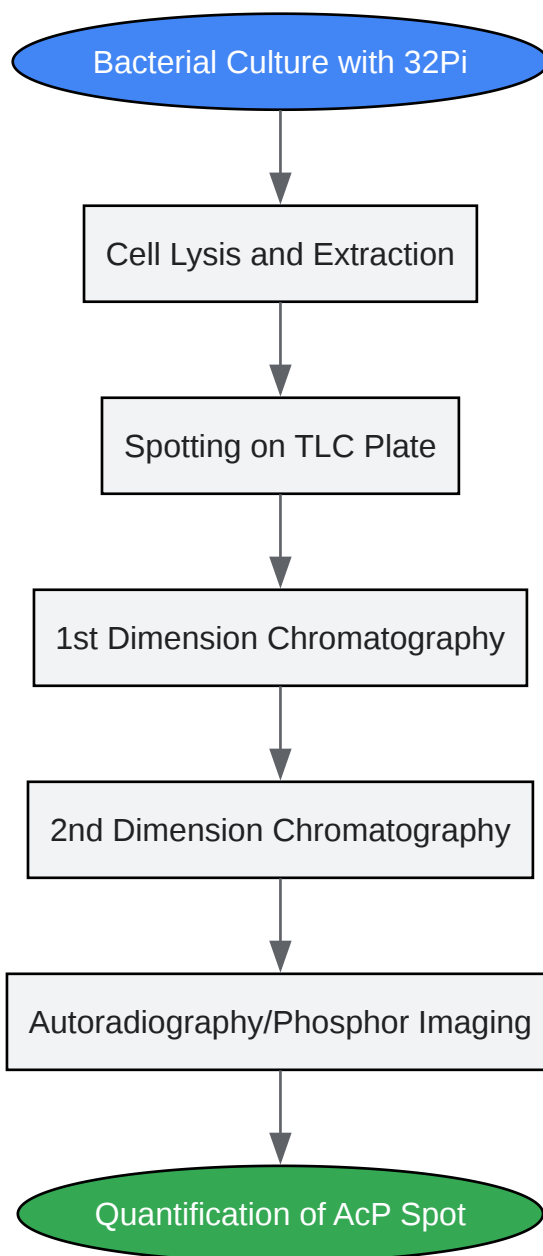 Bacterial Culture with 32Pi
Cell Lysis and Extraction
Spotting on TLC Plate
1st Dimension Chromatography
2nd Dimension Chromatography
Autoradiography/Phosphor Imaging
Quantification of AcP Spot